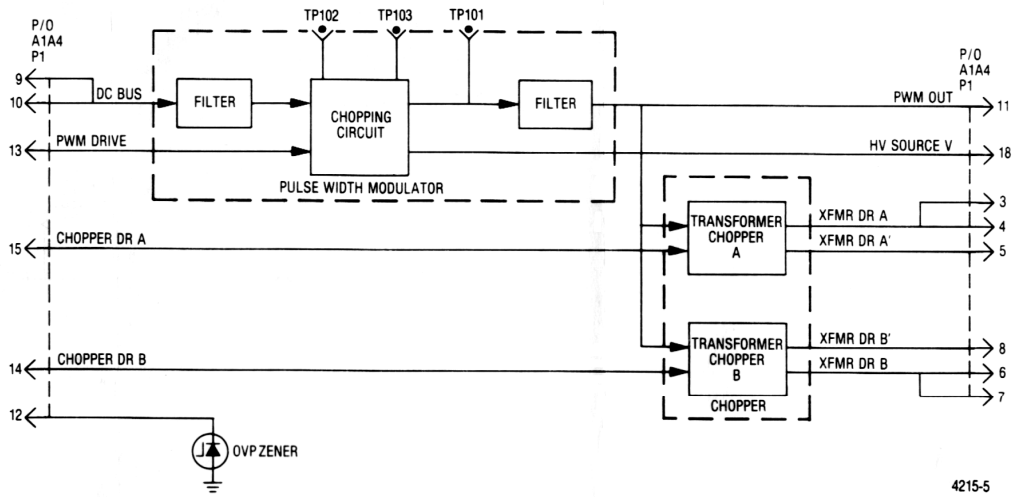 TP102
TP103
TP101
P/O
A1A4
P1
9
10
DC BUS
13
PWM DRIVE
FILTER
CHOPPING
CIRCUIT
FILTER
PULSE WIDTH MODULATOR
P/O
A1A4
P1
PWM OUT
11
HV SOURCE V
18
15
CHOPPER DR A
TRANSFORMER
CHOPPER
A
XFMR DR A
XFMR DR A'
3
4
5
14
CHOPPER DR B
TRANSFORMER
CHOPPER
B
XFMR DR B'
XFMR DR B
8
6
7
CHOPPER
12
OVP ZENER
4215-5